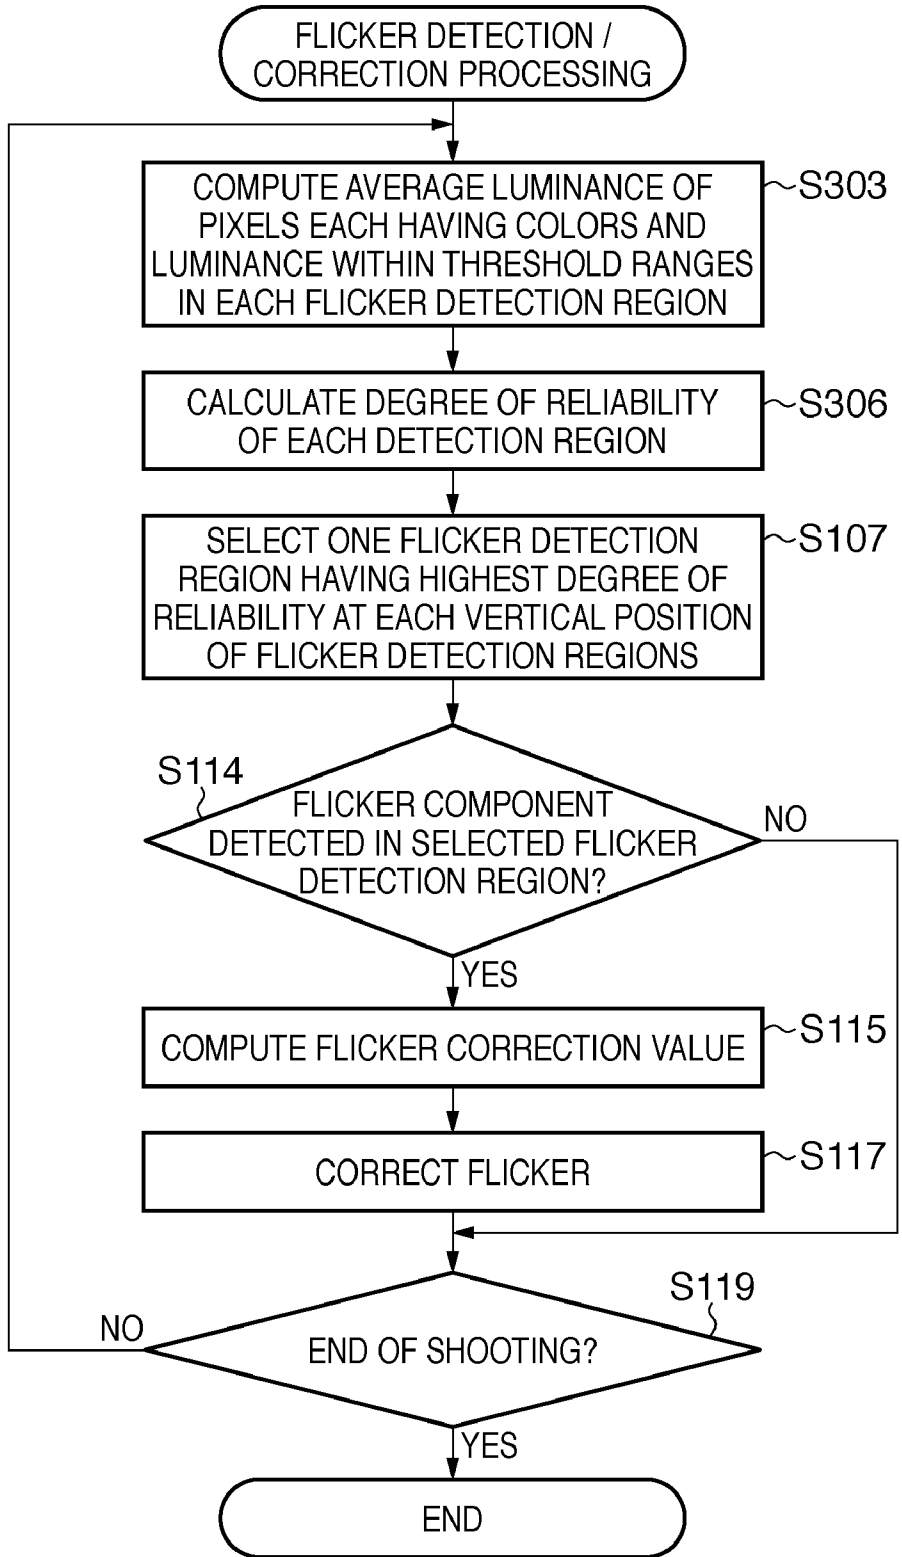 FLICKER DETECTION /
CORRECTION PROCESSING
COMPUTE AVERAGE LUMINANCE OF
PIXELS EACH HAVING COLORS AND
LUMINANCE WITHIN THRESHOLD RANGES
IN EACH FLICKER DETECTION REGION
S303
CALCULATE DEGREE OF RELIABILITY
OF EACH DETECTION REGION
S306
SELECT ONE FLICKER DETECTION
REGION HAVING HIGHEST DEGREE OF
RELIABILITY AT EACH VERTICAL POSITION
OF FLICKER DETECTION REGIONS
S107
S114
FLICKER COMPONENT
DETECTED IN SELECTED FLICKER
DETECTION REGION?
NO
YES
COMPUTE FLICKER CORRECTION VALUE
S115
CORRECT FLICKER
S117
S119
END OF SHOOTING?
NO
YES
END